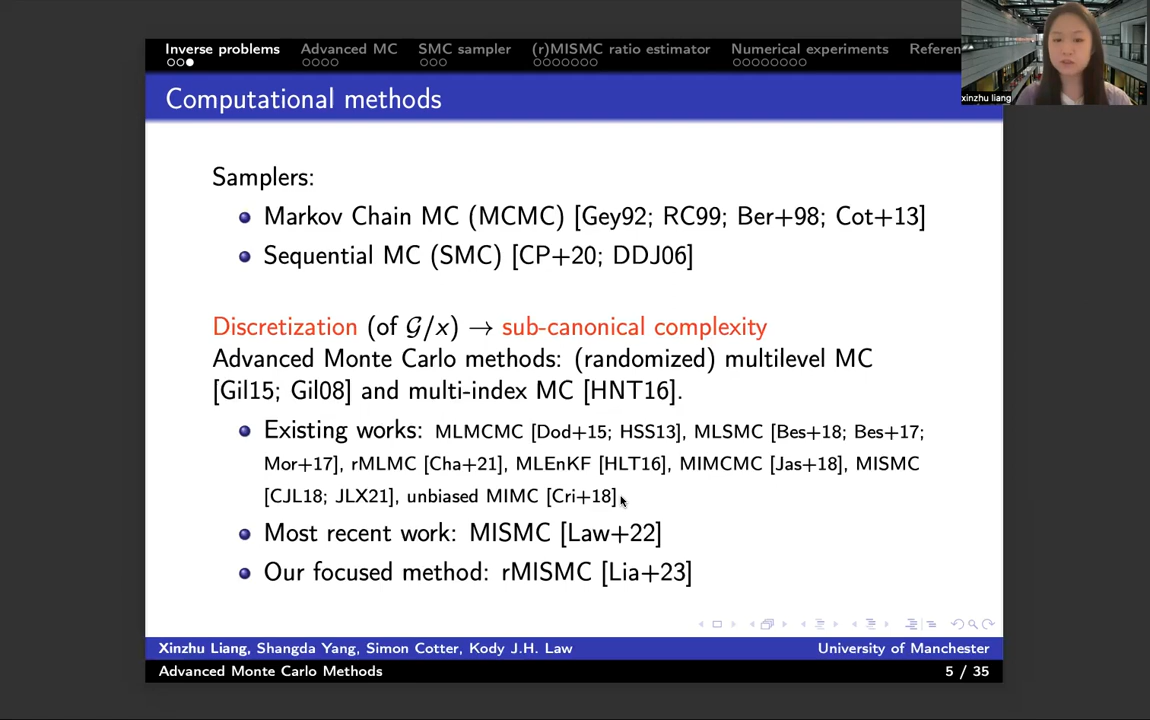 Inverse problems Advanced MC SMC sampler (r)MISMC ratio estimator Numerical experiments Referen
Computational methods
xinzhu liang
Samplers:
Markov Chain MC (MCMC) [Gey92; RC99; Ber+98; Cot+13]
Sequential MC (SMC) [CP+20; DDJ06]
Discretization (of 𝒢/x) → sub-canonical complexity
Advanced Monte Carlo methods: (randomized) multilevel MC
[Gil15; Gil08] and multi-index MC [HNT16].
Existing works: MLMCMC [Dod+15; HSS13], MLSMC [Bes+18; Bes+17;
Mor+17], rMLMC [Cha+21], MLEnKF [HLT16], MIMCMC [Jas+18], MISMC
[CJL18; JLX21], unbiased MIMC [Cri+18]
Most recent work: MISMC [Law+22]
Our focused method: rMISMC [Lia+23]
Xinzhu Liang, Shangda Yang, Simon Cotter, Kody J.H. Law University of Manchester
Advanced Monte Carlo Methods 5 / 35